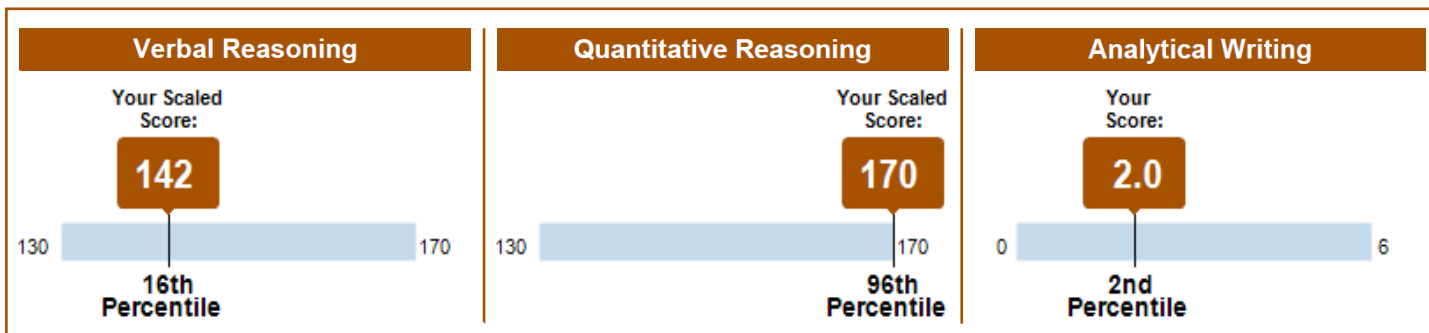 Verbal Reasoning
Your Scaled
Score:
142
130
170
16th
Percentile
Quantitative Reasoning
Your Scaled
Score:
170
130
170
96th
Percentile
Analytical Writing
Your
Score:
2.0
0
6
2nd
Percentile